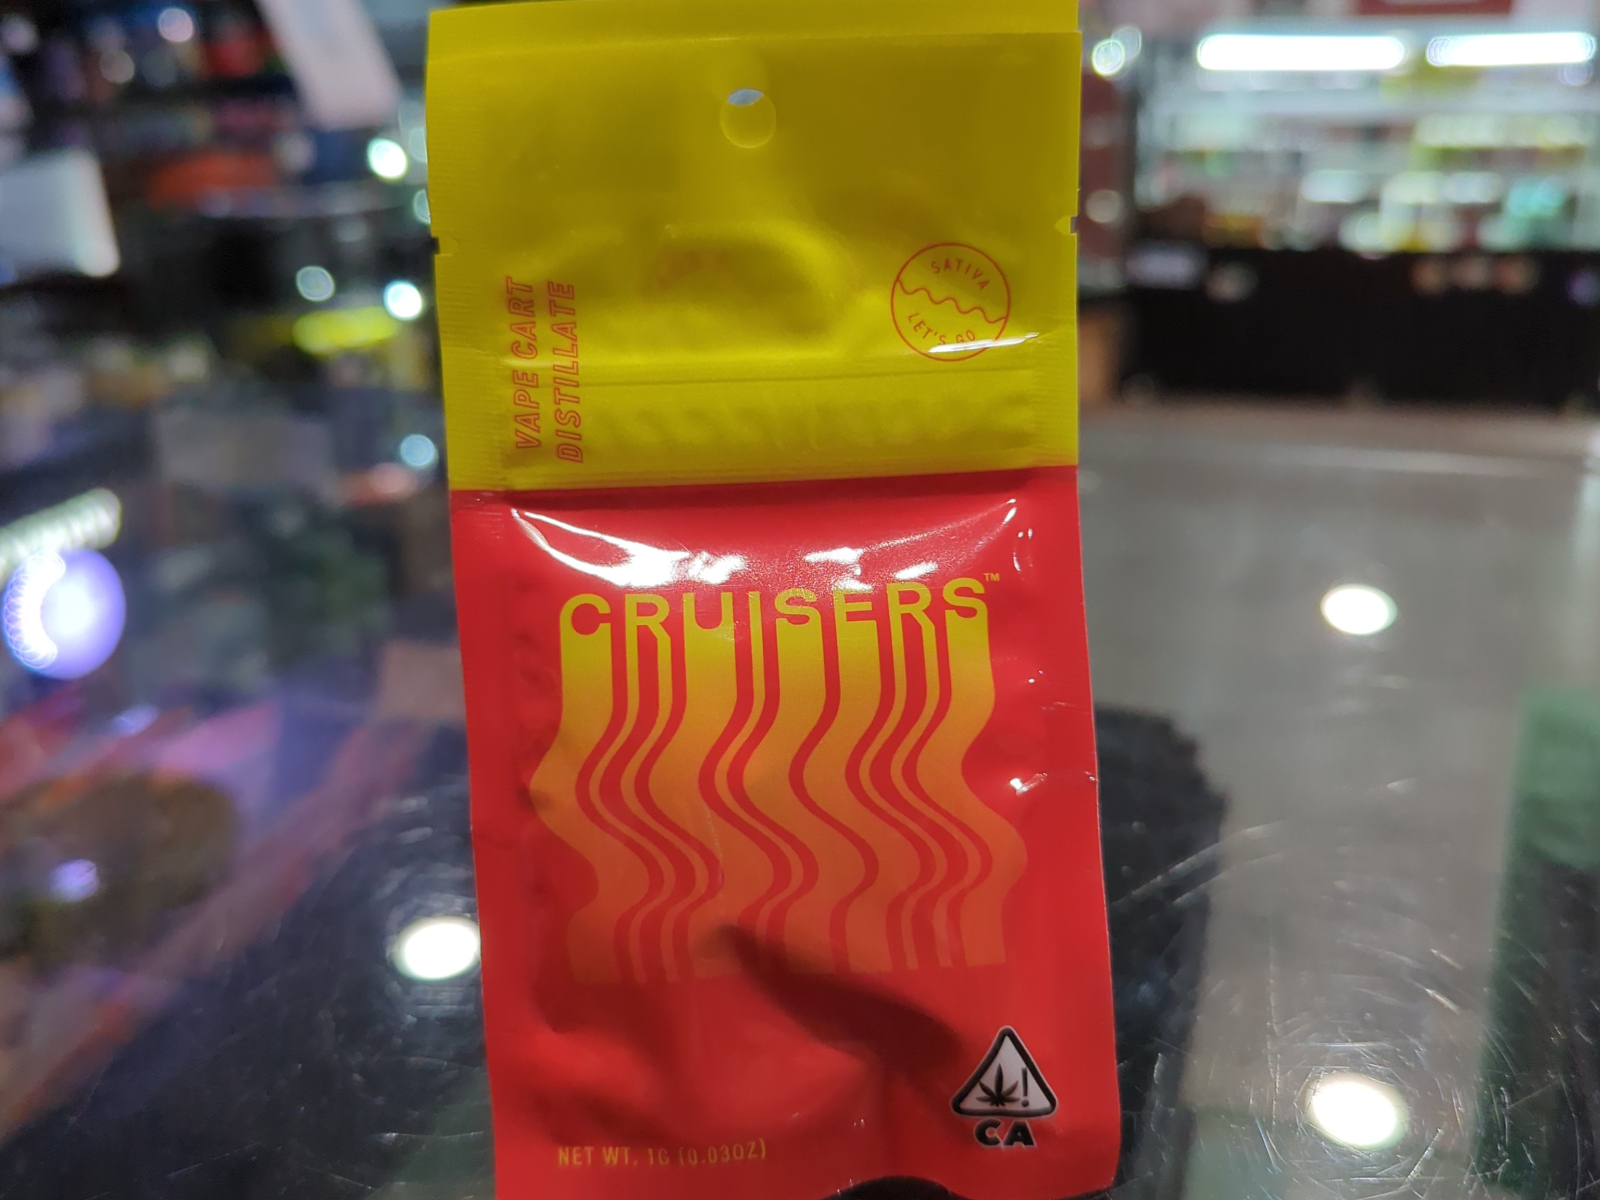 SATIVA
LET'S GO
VAPE CART
DISTILLATE
CRUISERS™
CA
NET WT. 1G (0.03OZ)